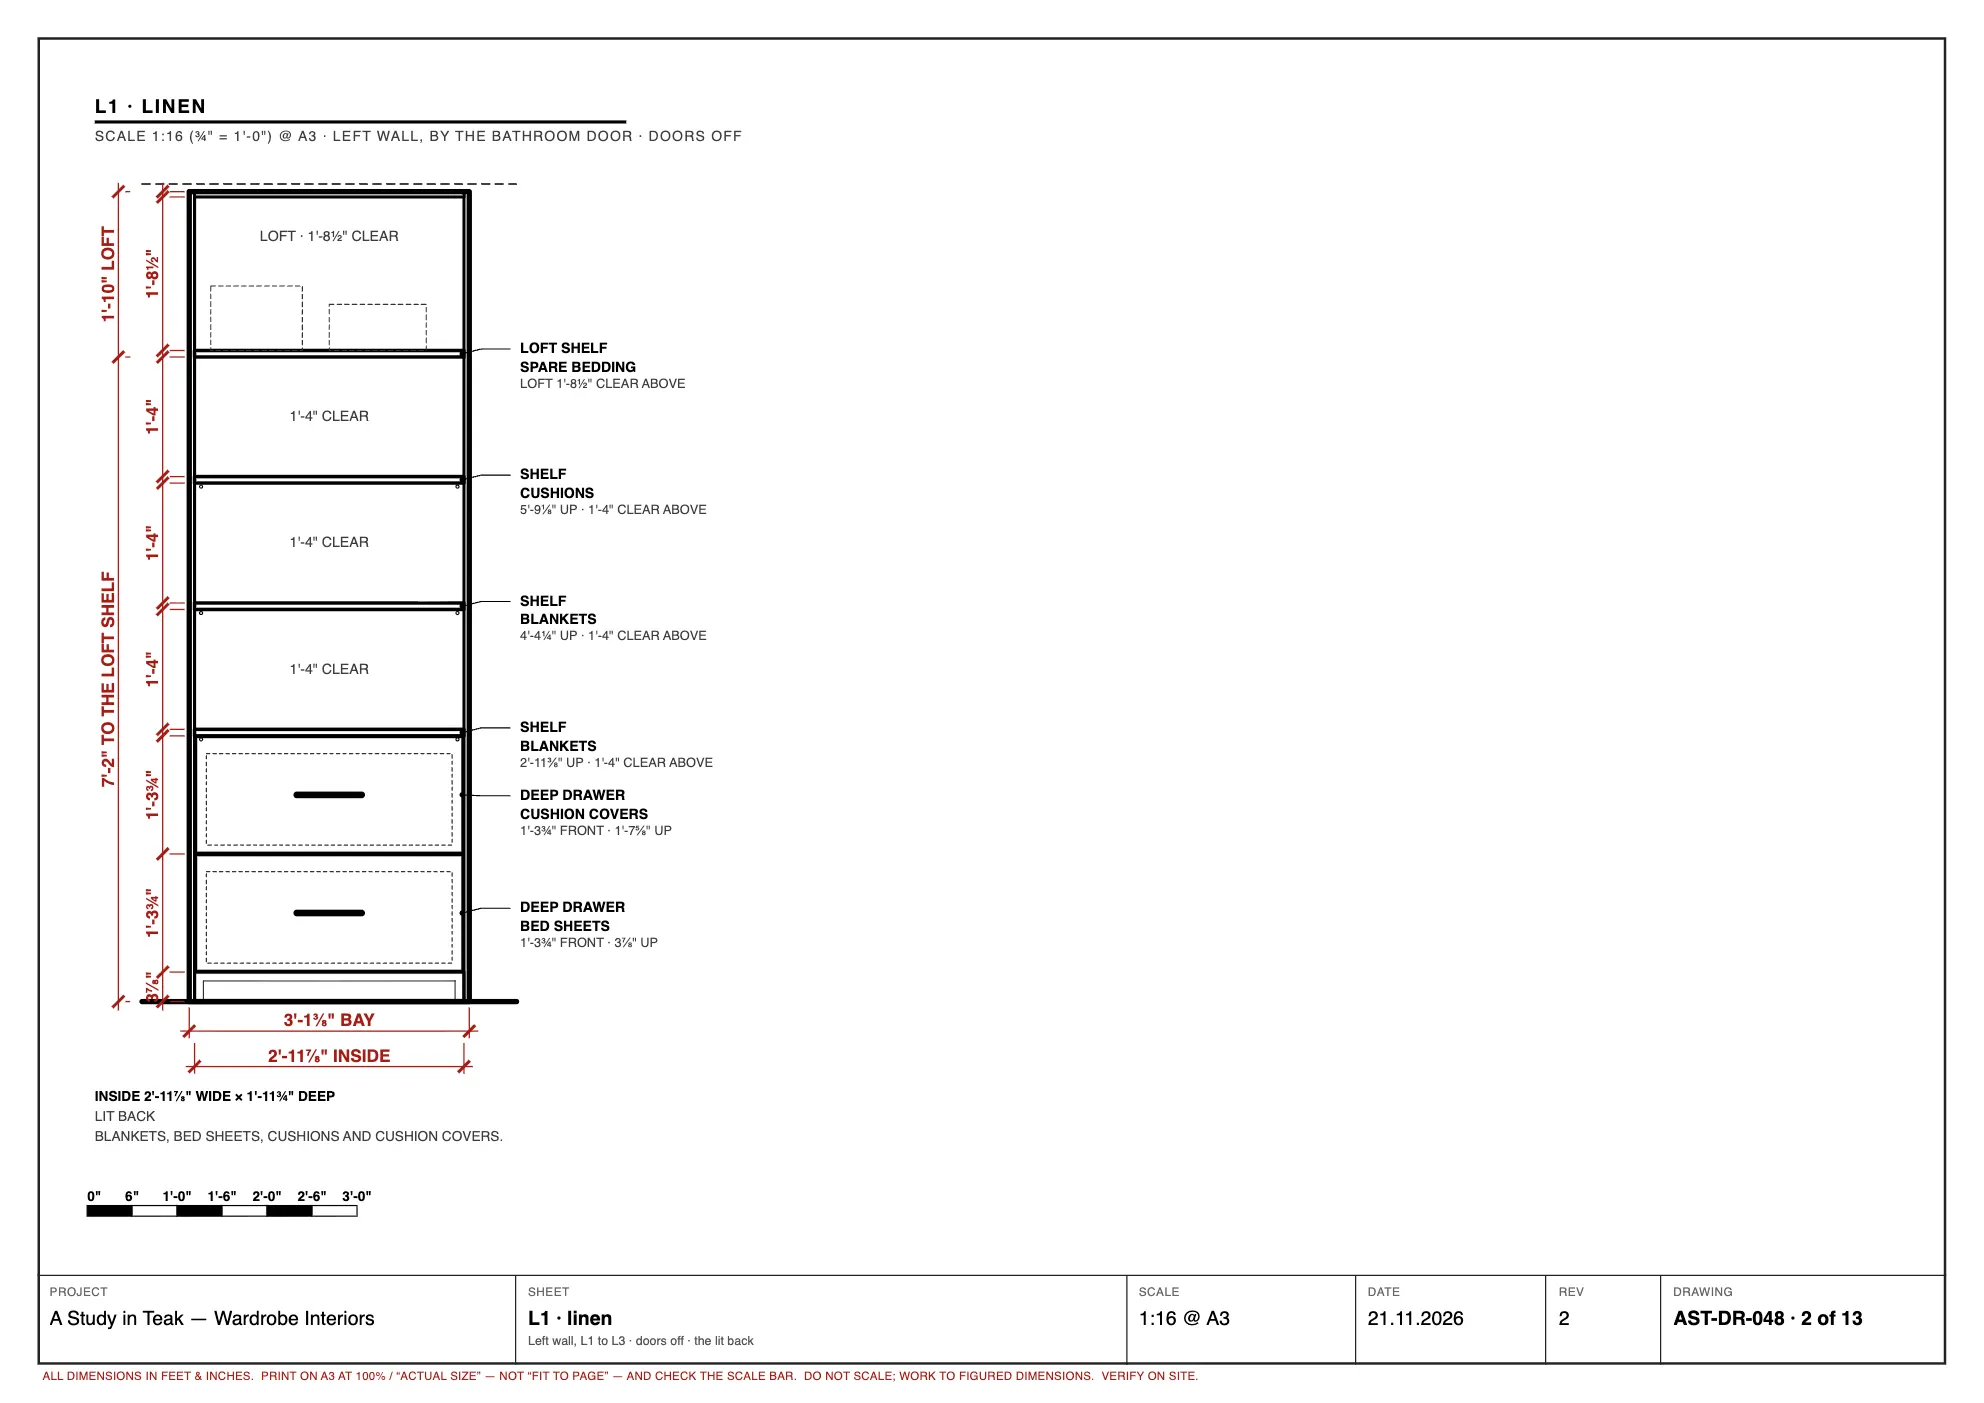 L1 · LINEN
SCALE 1:16 (¾" = 1'-0") @ A3 · LEFT WALL, BY THE BATHROOM DOOR · DOORS OFF
1'-10" LOFT
7'-2" TO THE LOFT SHELF
1'-8½"
1'-4"
1'-4"
1'-4"
1'-3¾"
1'-3¾"
3⅞"
LOFT · 1'-8½" CLEAR
1'-4" CLEAR
1'-4" CLEAR
1'-4" CLEAR
LOFT SHELF
SPARE BEDDING
LOFT 1'-8½" CLEAR ABOVE
SHELF
CUSHIONS
5'-9⅛" UP · 1'-4" CLEAR ABOVE
SHELF
BLANKETS
4'-4¼" UP · 1'-4" CLEAR ABOVE
SHELF
BLANKETS
2'-11⅜" UP · 1'-4" CLEAR ABOVE
DEEP DRAWER
CUSHION COVERS
1'-3¾" FRONT · 1'-7⅝" UP
DEEP DRAWER
BED SHEETS
1'-3¾" FRONT · 3⅞" UP
3'-1⅜" BAY
2'-11⅞" INSIDE
INSIDE 2'-11⅞" WIDE × 1'-11¾" DEEP
LIT BACK
BLANKETS, BED SHEETS, CUSHIONS AND CUSHION COVERS.
0" 6" 1'-0" 1'-6" 2'-0" 2'-6" 3'-0"
PROJECT
A Study in Teak — Wardrobe Interiors
SHEET
L1 · linen
Left wall, L1 to L3 · doors off · the lit back
SCALE
1:16 @ A3
DATE
21.11.2026
REV
2
DRAWING
AST-DR-048 · 2 of 13
ALL DIMENSIONS IN FEET & INCHES. PRINT ON A3 AT 100% / “ACTUAL SIZE” — NOT “FIT TO PAGE” — AND CHECK THE SCALE BAR. DO NOT SCALE; WORK TO FIGURED DIMENSIONS. VERIFY ON SITE.